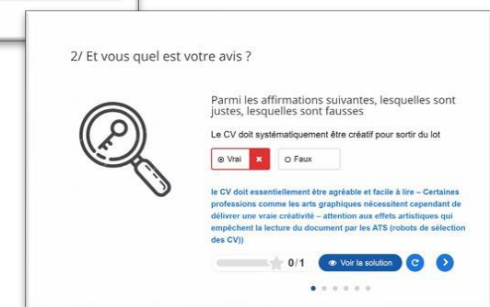 2/ Et vous quel est votre avis ?
Parmi les affirmations suivantes, lesquelles sont
justes, lesquelles sont fausses
Le CV doit systématiquement être créatif pour sortir du lot
Vrai
Faux
le CV doit essentiellement être agréable et facile à lire – Certaines
professions comme les arts graphiques nécessitent cependant de
délivrer une vraie créativité – attention aux effets artistiques qui
empêchent la lecture du document par les ATS (robots de sélection
des CV))
0/1
Voir la solution